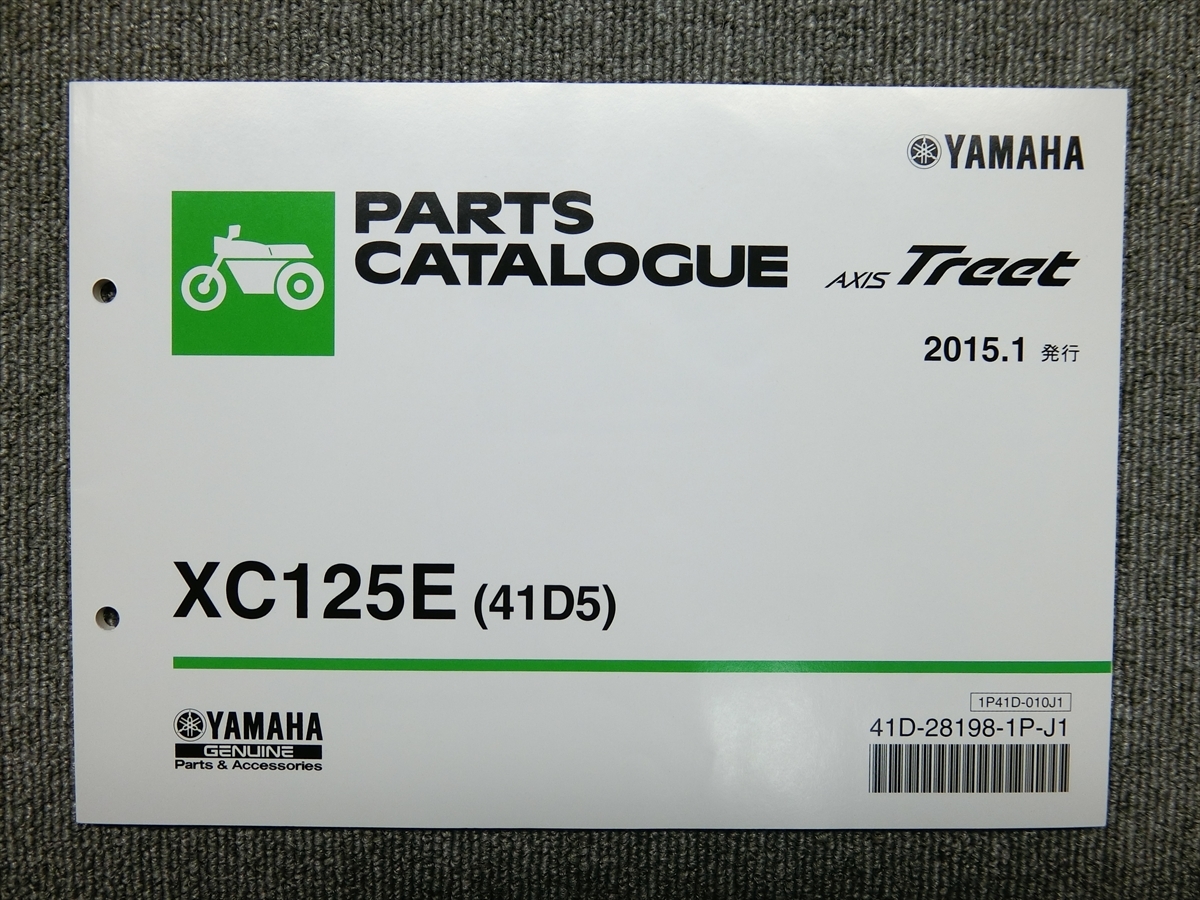 YAMAHA
PARTS
CATALOGUE
AXIS Treet
2015.1 発行
XC125E (41D5)
YAMAHA
GENUINE
Parts & Accessories
1P41D-010J1
41D-28198-1P-J1